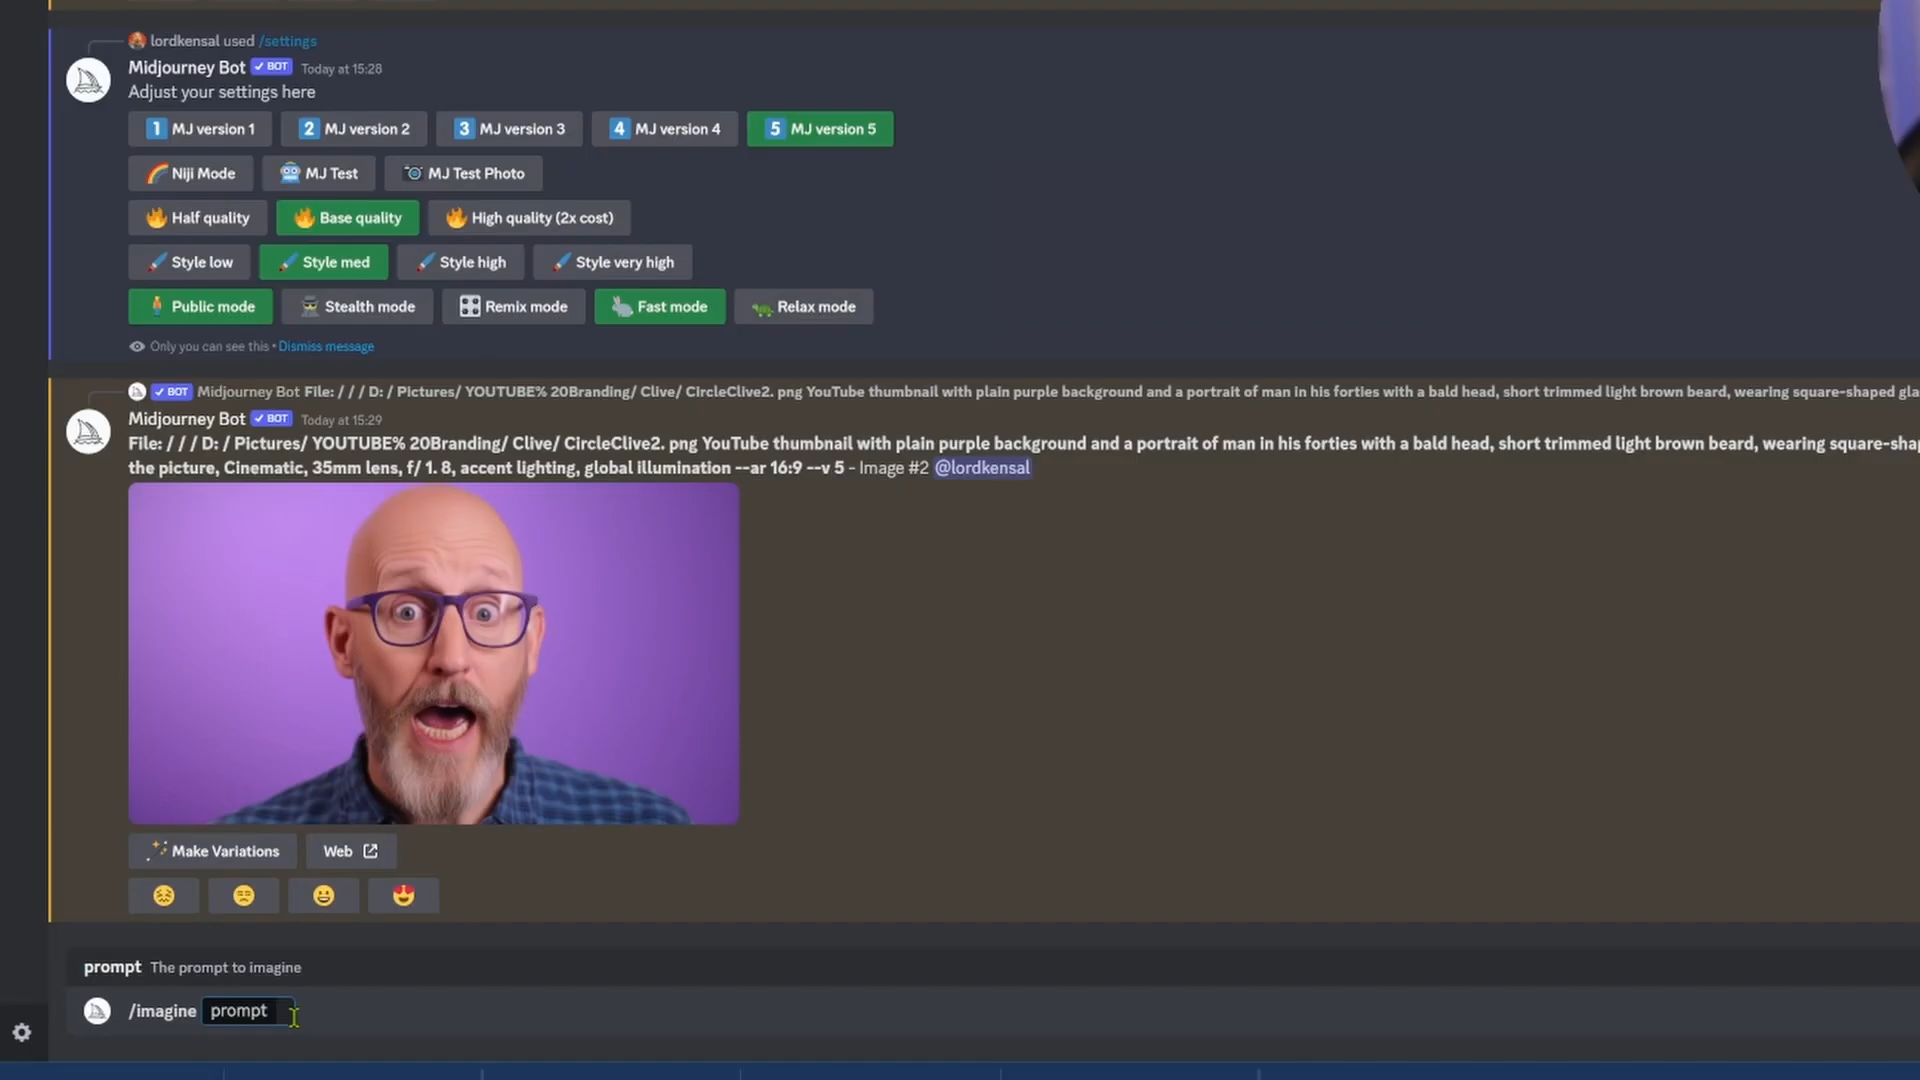 lordkensal used /settings
Midjourney Bot ✓ BOT Today at 15:28
Adjust your settings here
1 MJ version 1 2 MJ version 2 3 MJ version 3 4 MJ version 4 5 MJ version 5
Niji Mode MJ Test MJ Test Photo
Half quality Base quality High quality (2x cost)
Style low Style med Style high Style very high
Public mode Stealth mode Remix mode Fast mode Relax mode
Only you can see this • Dismiss message
✓ BOT Midjourney Bot File: / / / D: / Pictures/ YOUTUBE% 20Branding/ Clive/ CircleClive2. png YouTube thumbnail with plain purple background and a portrait of man in his forties with a bald head, short trimmed light brown beard, wearing square-shaped gla
Midjourney Bot ✓ BOT Today at 15:29
File: / / / D: / Pictures/ YOUTUBE% 20Branding/ Clive/ CircleClive2. png YouTube thumbnail with plain purple background and a portrait of man in his forties with a bald head, short trimmed light brown beard, wearing square-shap
the picture, Cinematic, 35mm lens, f/ 1. 8, accent lighting, global illumination --ar 16:9 --v 5 - Image #2 @lordkensal
Make Variations Web
prompt The prompt to imagine
/imagine prompt